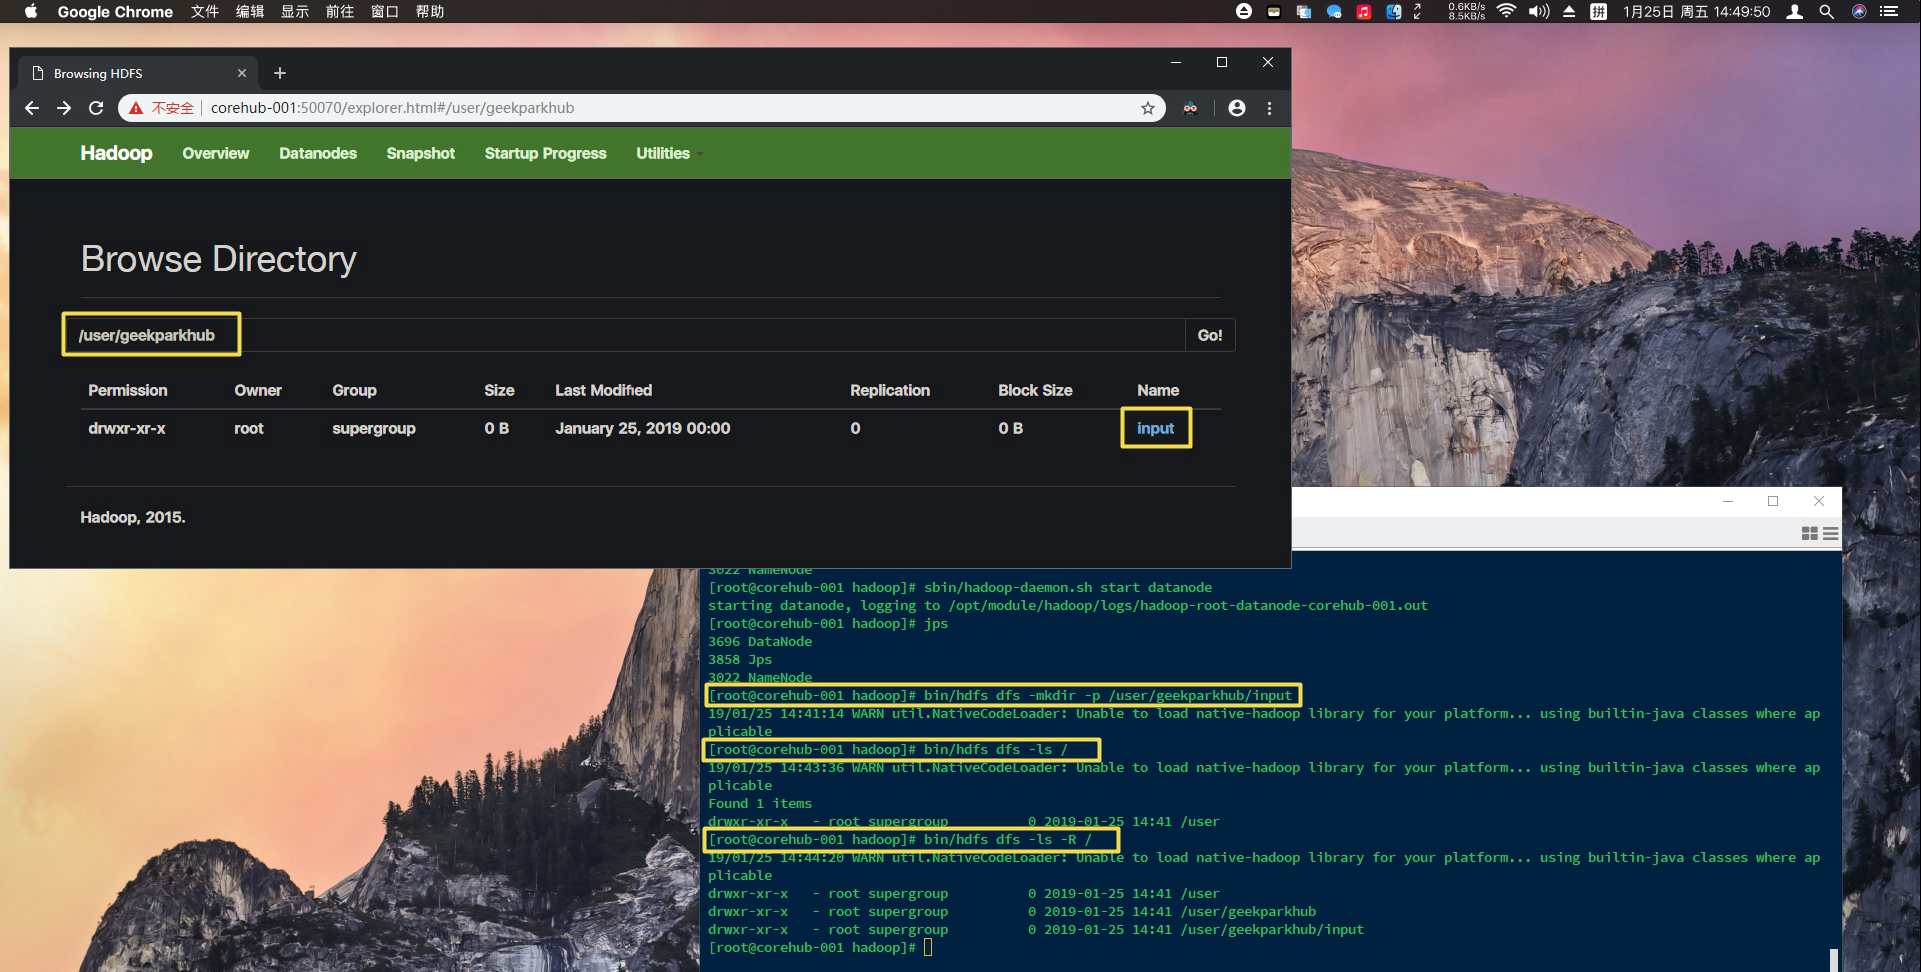 Google Chrome 文件 编辑 显示 前往 窗口 帮助
0.6KB/s
8.5KB/s
拼 1月25日 周五 14:49:50
Browsing HDFS
不安全 corehub-001:50070/explorer.html#/user/geekparkhub
Hadoop Overview Datanodes Snapshot Startup Progress Utilities
Browse Directory
/user/geekparkhub Go!
Permission Owner Group Size Last Modified Replication Block Size Name
drwxr-xr-x root supergroup 0 B January 25, 2019 00:00 0 0 B input
Hadoop, 2015.
3022 NameNode
[root@corehub-001 hadoop]# sbin/hadoop-daemon.sh start datanode
starting datanode, logging to /opt/module/hadoop/logs/hadoop-root-datanode-corehub-001.out
[root@corehub-001 hadoop]# jps
3696 DataNode
3858 Jps
3022 NameNode
[root@corehub-001 hadoop]# bin/hdfs dfs -mkdir -p /user/geekparkhub/input
19/01/25 14:41:14 WARN util.NativeCodeLoader: Unable to load native-hadoop library for your platform... using builtin-java classes where ap
plicable
[root@corehub-001 hadoop]# bin/hdfs dfs -ls /
19/01/25 14:43:36 WARN util.NativeCodeLoader: Unable to load native-hadoop library for your platform... using builtin-java classes where ap
plicable
Found 1 items
drwxr-xr-x - root supergroup 0 2019-01-25 14:41 /user
[root@corehub-001 hadoop]# bin/hdfs dfs -ls -R /
19/01/25 14:44:20 WARN util.NativeCodeLoader: Unable to load native-hadoop library for your platform... using builtin-java classes where ap
plicable
drwxr-xr-x - root supergroup 0 2019-01-25 14:41 /user
drwxr-xr-x - root supergroup 0 2019-01-25 14:41 /user/geekparkhub
drwxr-xr-x - root supergroup 0 2019-01-25 14:41 /user/geekparkhub/input
[root@corehub-001 hadoop]#